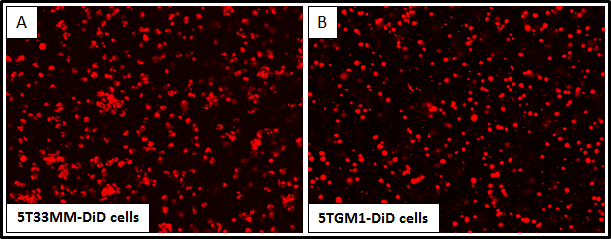 A
B
5T33MM-DiD cells
5TGM1-DiD cells